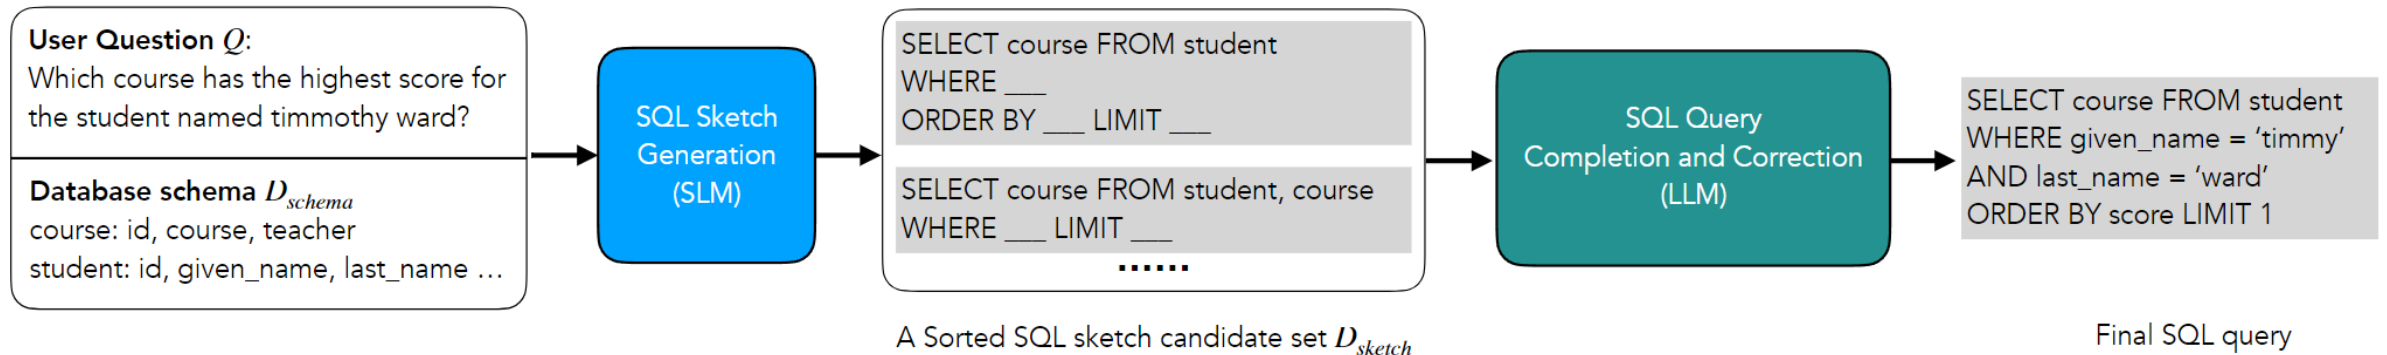 User Question Q:
Which course has the highest score for
the student named timmothy ward?
Database schema D_schema
course: id, course, teacher
student: id, given_name, last_name ...
SQL Sketch
Generation
(SLM)
SELECT course FROM student
WHERE ___
ORDER BY ___ LIMIT ___
SELECT course FROM student, course
WHERE ___ LIMIT ___
......
A Sorted SQL sketch candidate set D_sketch
SQL Query
Completion and Correction
(LLM)
SELECT course FROM student
WHERE given_name = ‘timmy’
AND last_name = ‘ward’
ORDER BY score LIMIT 1
Final SQL query